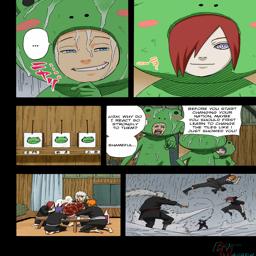 ...
UGH, WHY DO
I REACT SO
STRONGLY
TO THEM?
SHAMEFUL...
BEFORE YOU START
CHANGING YOUR
NATION, MAYBE
YOU SHOULD FIRST
LEARN TO CHANGE
THE TILES LIKE I
JUST SHOWED YOU!